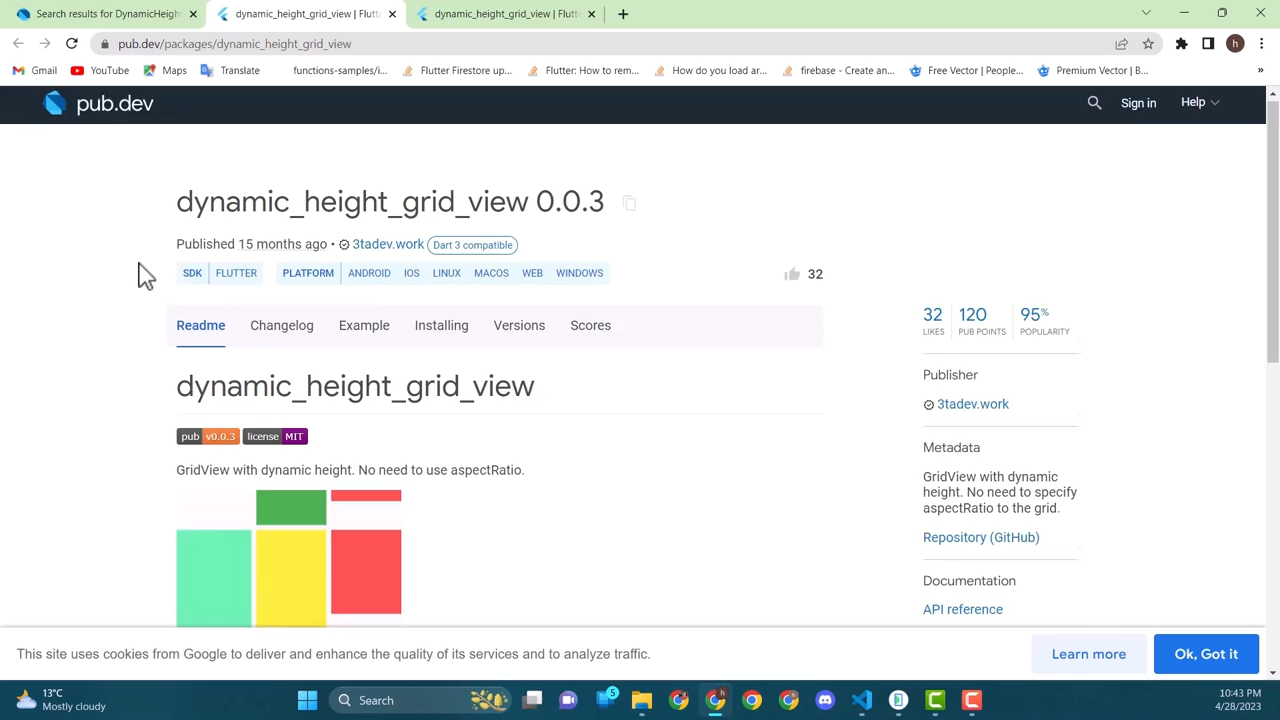 Search results for DynamicHeigh
dynamic_height_grid_view | Flutt
dynamic_height_grid_view | Flutt
pub.dev/packages/dynamic_height_grid_view
h
Gmail
YouTube
Maps
Translate
functions-samples/i...
Flutter Firestore up...
Flutter: How to rem...
How do you load ar...
firebase - Create an...
Free Vector | People...
Premium Vector | B...
»
pub.dev
Sign in
Help
dynamic_height_grid_view 0.0.3
Published 15 months ago • 3tadev.work Dart 3 compatible
SDK FLUTTER PLATFORM ANDROID IOS LINUX MACOS WEB WINDOWS
32
Readme Changelog Example Installing Versions Scores
dynamic_height_grid_view
pub v0.0.3 license MIT
GridView with dynamic height. No need to use aspectRatio.
32 120 95%
LIKES PUB POINTS POPULARITY
Publisher
3tadev.work
Metadata
GridView with dynamic
height. No need to specify
aspectRatio to the grid.
Repository (GitHub)
Documentation
API reference
This site uses cookies from Google to deliver and enhance the quality of its services and to analyze traffic.
Learn more
Ok, Got it
13°C
Mostly cloudy
Search
5
10:43 PM
4/28/2023